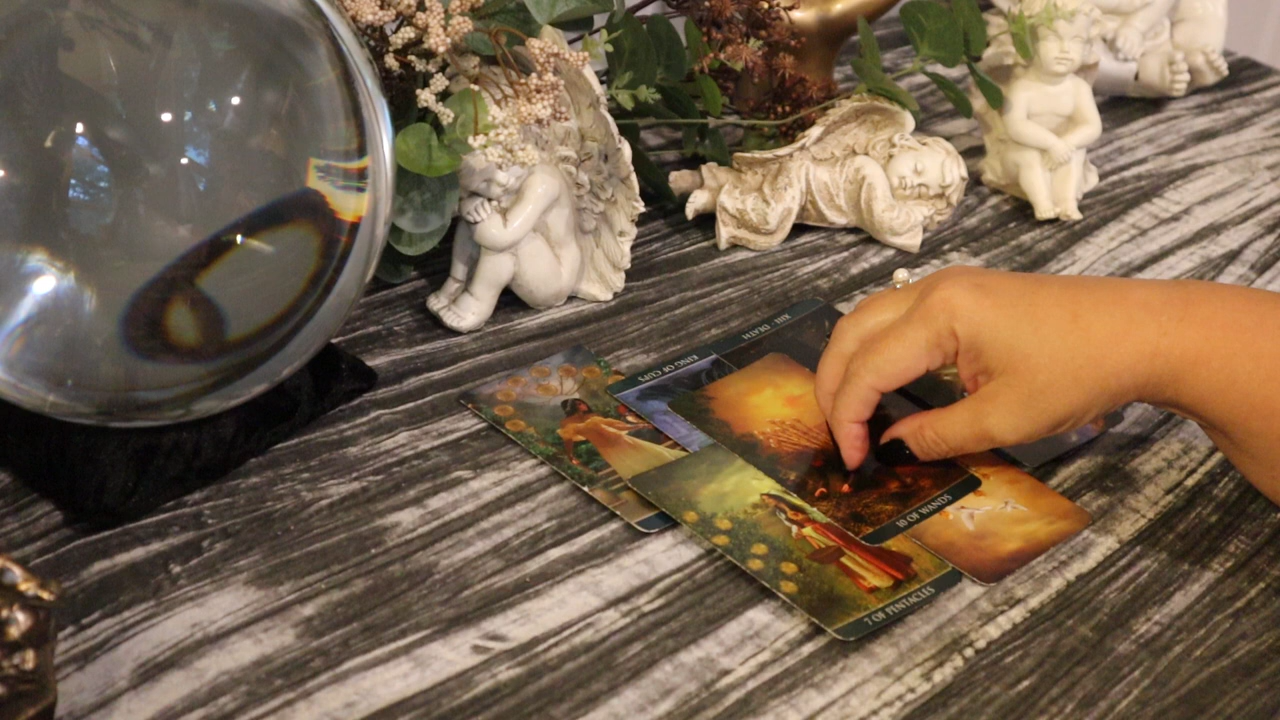 XIII · DEATH
KING OF CUPS
10 OF WANDS
7 OF PENTACLES